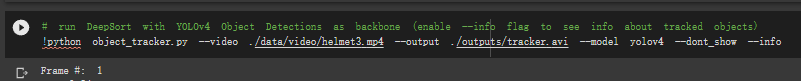 # run DeepSort with YOLOv4 Object Detections as backbone (enable --info flag to see info about tracked objects)
!python object_tracker.py --video ./data/video/helmet3.mp4 --output ./outputs/tracker.avi --model yolov4 --dont_show --info
Frame #: 1